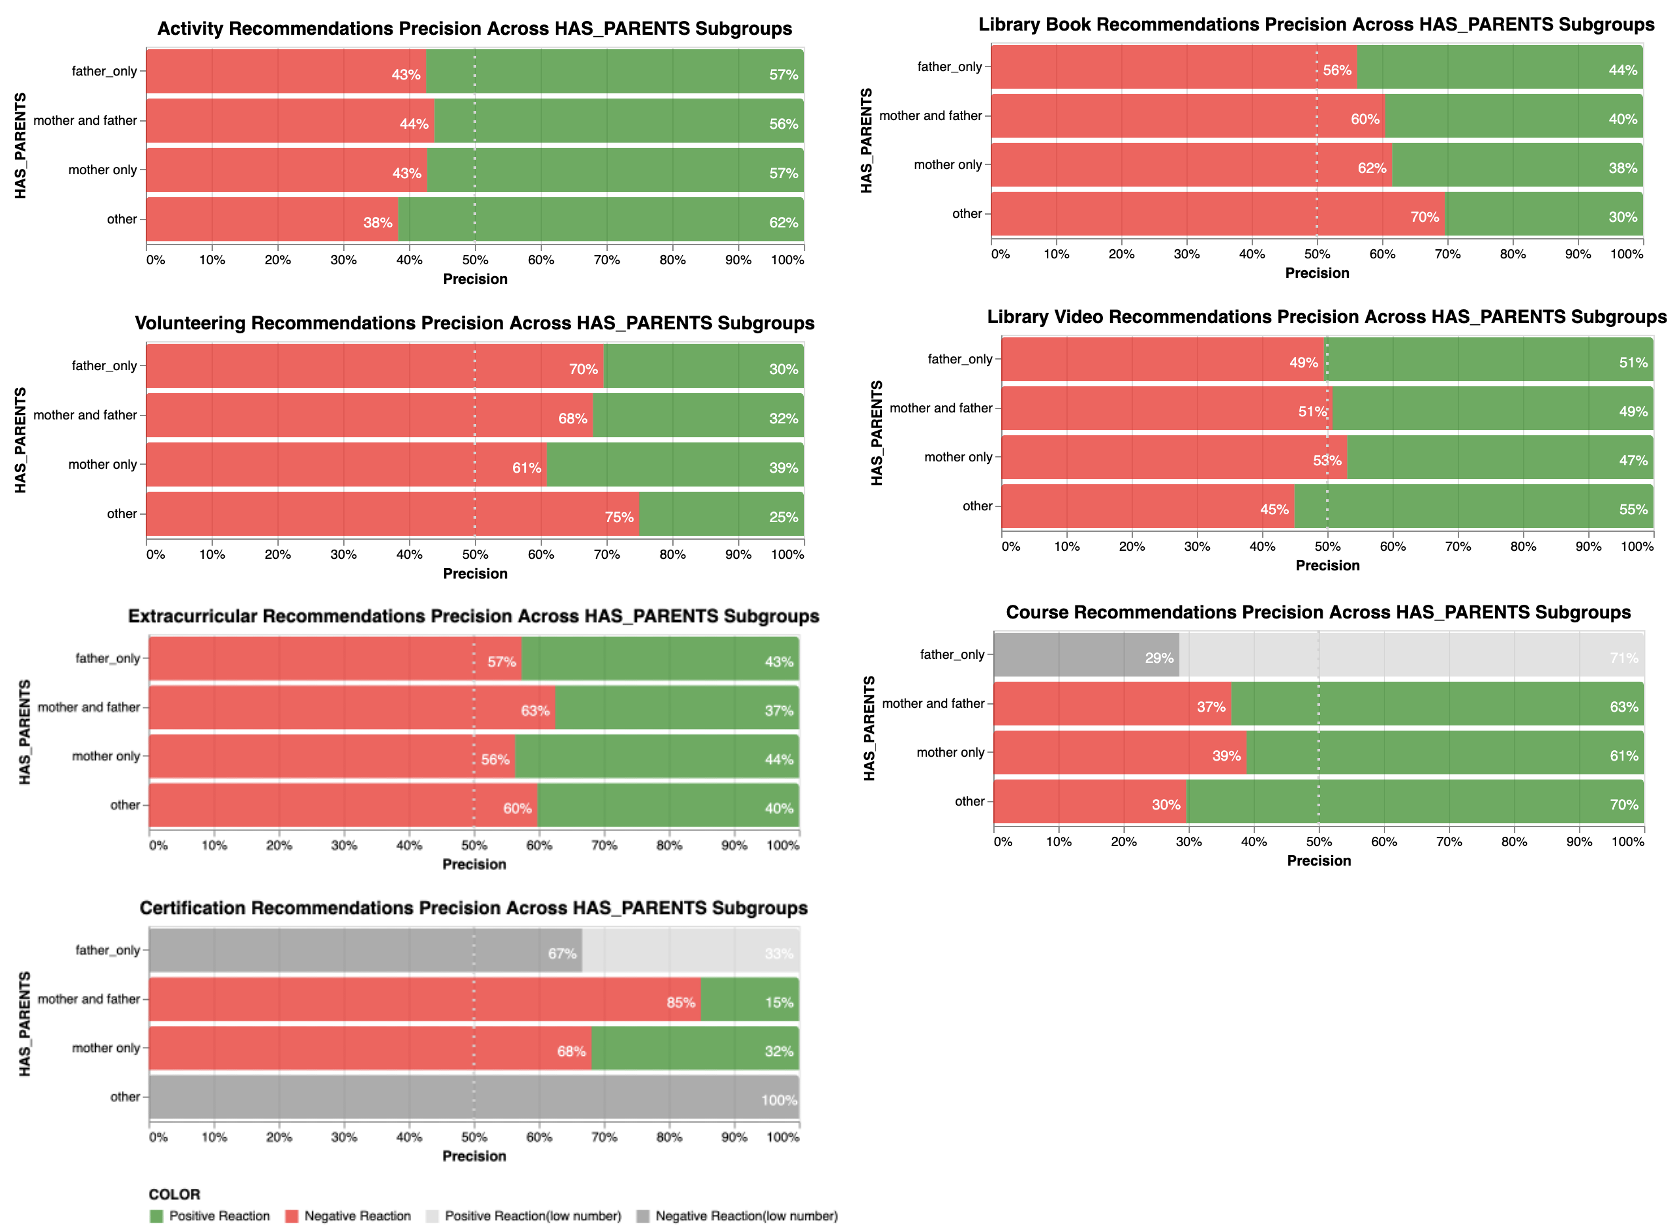 Activity Recommendations Precision Across HAS_PARENTS Subgroups
HAS_PARENTS
father_only 43% 57%
mother and father 44% 56%
mother only 43% 57%
other 38% 62%
0% 10% 20% 30% 40% 50% 60% 70% 80% 90% 100%
Precision
Library Book Recommendations Precision Across HAS_PARENTS Subgroups
HAS_PARENTS
father_only 56% 44%
mother and father 60% 40%
mother only 62% 38%
other 70% 30%
0% 10% 20% 30% 40% 50% 60% 70% 80% 90% 100%
Precision
Volunteering Recommendations Precision Across HAS_PARENTS Subgroups
HAS_PARENTS
father_only 70% 30%
mother and father 68% 32%
mother only 61% 39%
other 75% 25%
0% 10% 20% 30% 40% 50% 60% 70% 80% 90% 100%
Precision
Library Video Recommendations Precision Across HAS_PARENTS Subgroups
HAS_PARENTS
father_only 49% 51%
mother and father 51% 49%
mother only 53% 47%
other 45% 55%
0% 10% 20% 30% 40% 50% 60% 70% 80% 90% 100%
Precision
Extracurricular Recommendations Precision Across HAS_PARENTS Subgroups
HAS_PARENTS
father_only 57% 43%
mother and father 63% 37%
mother only 56% 44%
other 60% 40%
0% 10% 20% 30% 40% 50% 60% 70% 80% 90% 100%
Precision
Course Recommendations Precision Across HAS_PARENTS Subgroups
HAS_PARENTS
father_only 29% 71%
mother and father 37% 63%
mother only 39% 61%
other 30% 70%
0% 10% 20% 30% 40% 50% 60% 70% 80% 90% 100%
Precision
Certification Recommendations Precision Across HAS_PARENTS Subgroups
HAS_PARENTS
father_only 67% 33%
mother and father 85% 15%
mother only 68% 32%
other 100%
0% 10% 20% 30% 40% 50% 60% 70% 80% 90% 100%
Precision
COLOR
Positive Reaction Negative Reaction Positive Reaction(low number) Negative Reaction(low number)